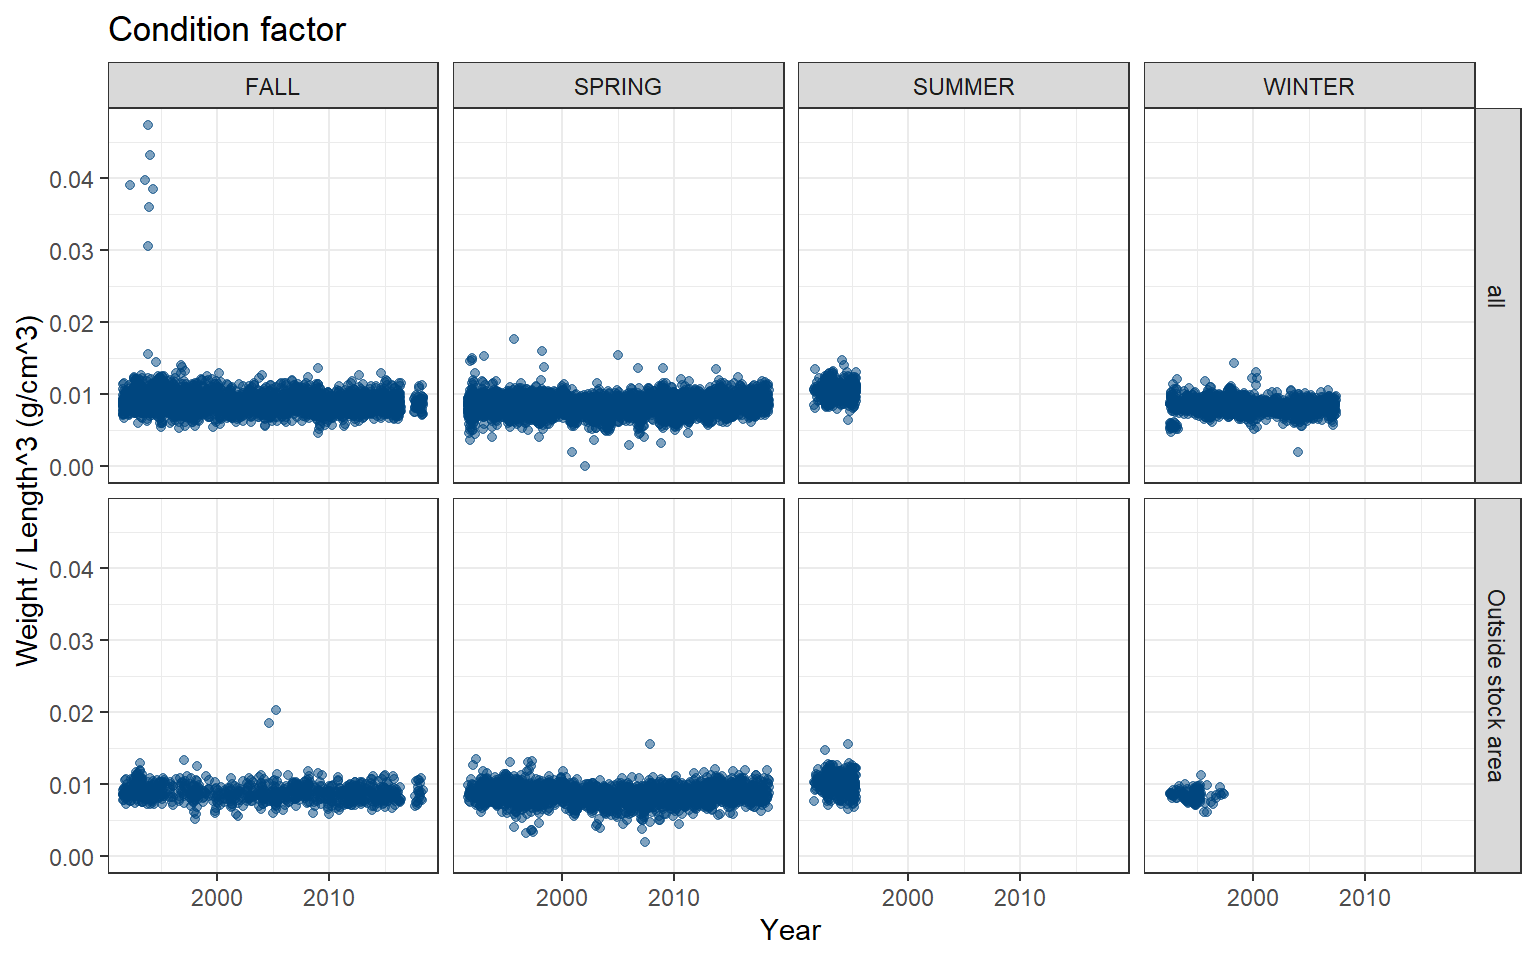 Condition factor
FALL
SPRING
SUMMER
WINTER
all
Outside stock area
Weight / Length^3 (g/cm^3)
0.04
0.03
0.02
0.01
0.00
0.04
0.03
0.02
0.01
0.00
2000
2010
2000
2010
2000
2010
2000
2010
Year